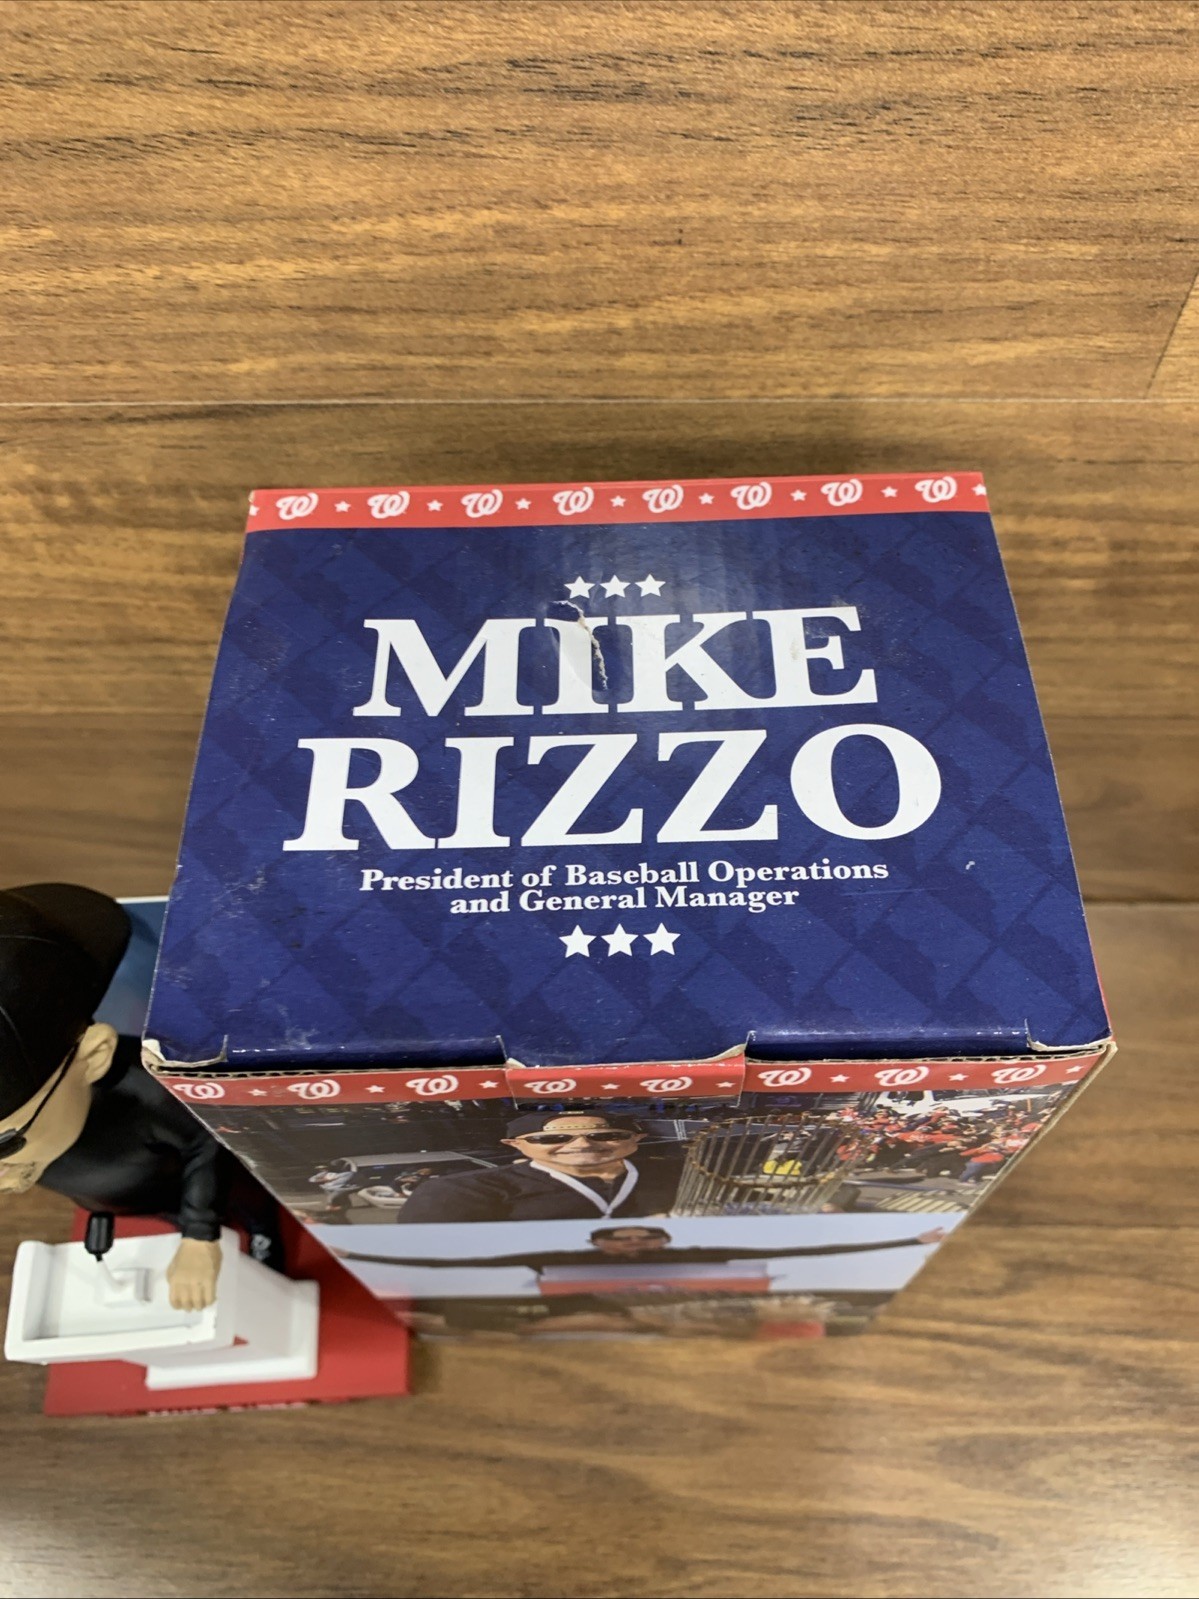 MIKE
RIZZO
President of Baseball Operations
and General Manager